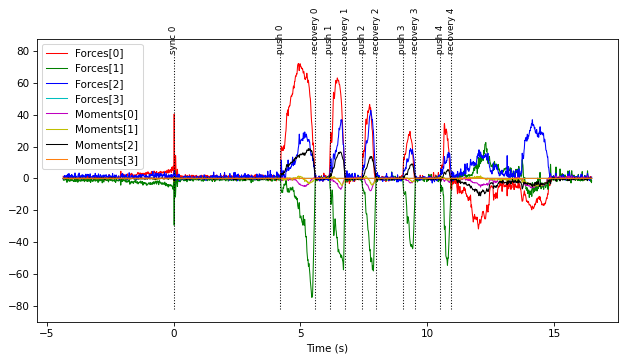 sync 0
push 0
recovery 0
push 1
recovery 1
push 2
recovery 2
push 3
recovery 3
push 4
recovery 4
Forces[0]
Forces[1]
Forces[2]
Forces[3]
Moments[0]
Moments[1]
Moments[2]
Moments[3]
80
60
40
20
0
−20
−40
−60
−80
−5 0 5 10 15
Time (s)